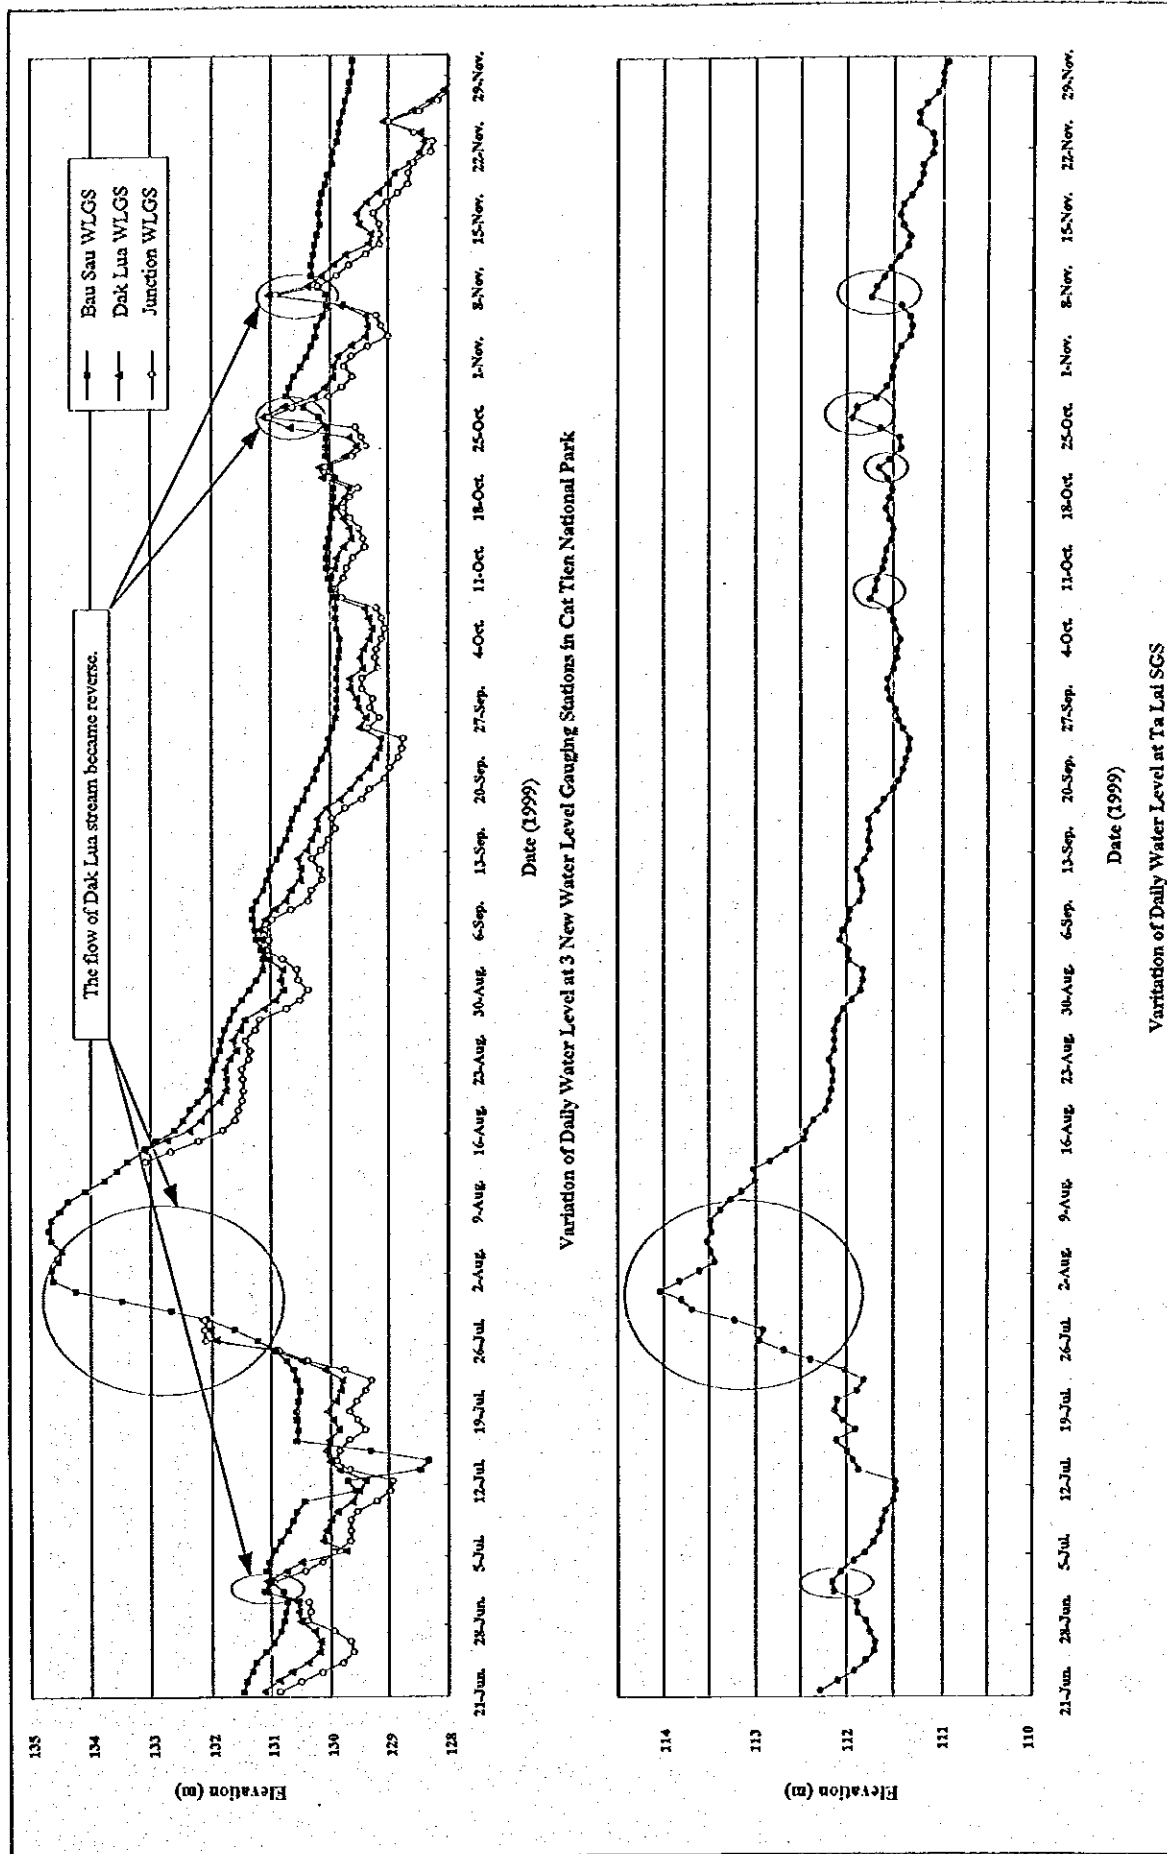 The flow of Dak Lua stream became reverse.
Bau Sau WLGS
Dak Lua WLGS
Junction WLGS
Elevation (m)
135
134
133
132
131
130
129
128
21-Jun. 28-Jun. 5-Jul. 12-Jul. 19-Jul. 26-Jul. 2-Aug. 9-Aug. 16-Aug. 23-Aug. 30-Aug. 6-Sep. 13-Sep. 20-Sep. 27-Sep. 4-Oct. 11-Oct. 18-Oct. 25-Oct. 1-Nov. 8-Nov. 15-Nov. 22-Nov. 29-Nov.
Date (1999)
Variation of Daily Water Level at 3 New Water Level Gauging Stations in Cat Tien National Park
Elevation (m)
114
113
112
111
110
21-Jun. 28-Jun. 5-Jul. 12-Jul. 19-Jul. 26-Jul. 2-Aug. 9-Aug. 16-Aug. 23-Aug. 30-Aug. 6-Sep. 13-Sep. 20-Sep. 27-Sep. 4-Oct. 11-Oct. 18-Oct. 25-Oct. 1-Nov. 8-Nov. 15-Nov. 22-Nov. 29-Nov.
Date (1999)
Varitation of Daily Water Level at Ta Lai SGS